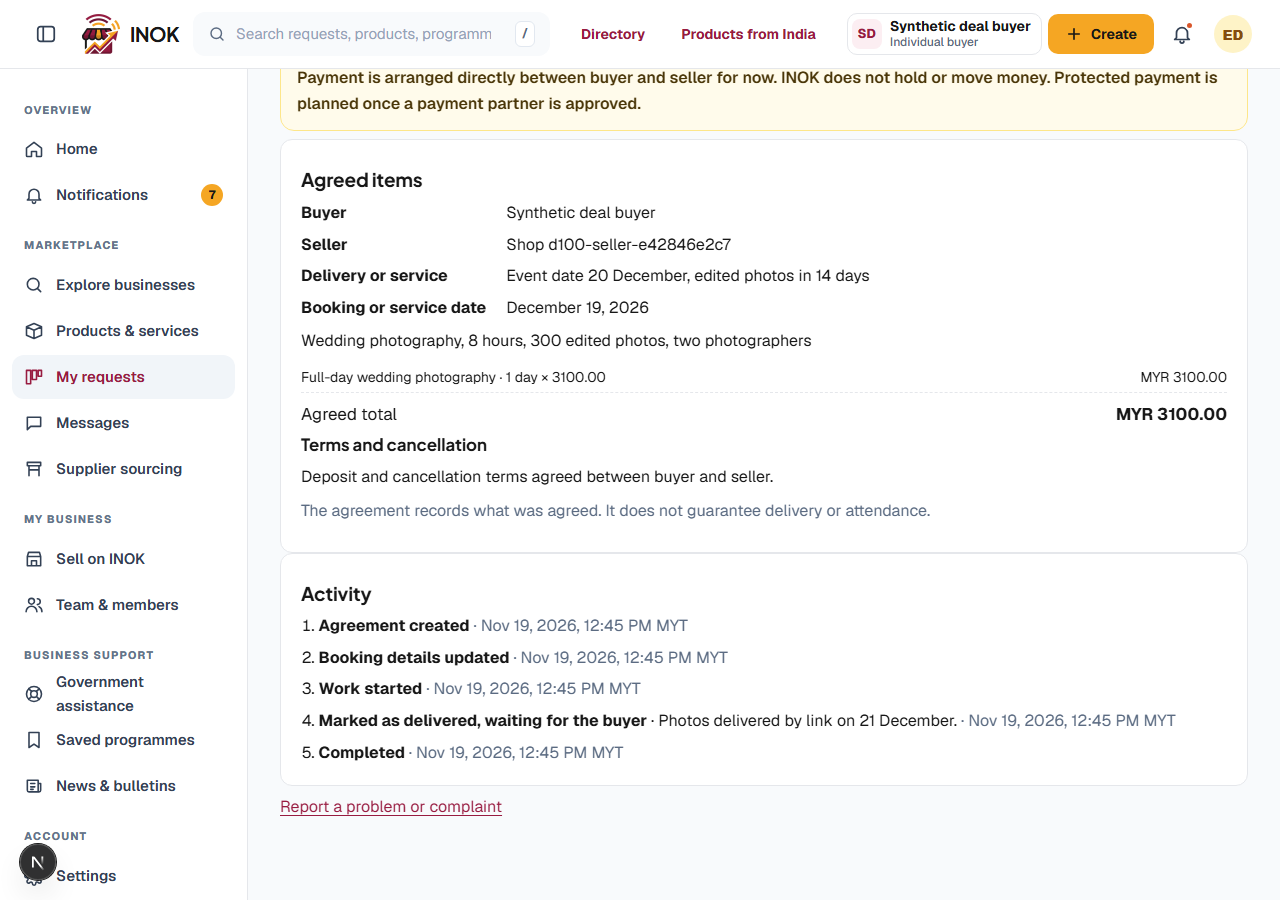 INOK
Search requests, products, programm
/
Directory
Products from India
SD
Synthetic deal buyer
Individual buyer
+ Create
ED
OVERVIEW
Home
Notifications
7
MARKETPLACE
Explore businesses
Products & services
My requests
Messages
Supplier sourcing
MY BUSINESS
Sell on INOK
Team & members
BUSINESS SUPPORT
Government
assistance
Saved programmes
News & bulletins
ACCOUNT
N
Settings
Payment is arranged directly between buyer and seller for now. INOK does not hold or move money. Protected payment is
planned once a payment partner is approved.
Agreed items
Buyer Synthetic deal buyer
Seller Shop d100-seller-e42846e2c7
Delivery or service Event date 20 December, edited photos in 14 days
Booking or service date December 19, 2026
Wedding photography, 8 hours, 300 edited photos, two photographers
Full-day wedding photography · 1 day × 3100.00 MYR 3100.00
Agreed total MYR 3100.00
Terms and cancellation
Deposit and cancellation terms agreed between buyer and seller.
The agreement records what was agreed. It does not guarantee delivery or attendance.
Activity
1. Agreement created · Nov 19, 2026, 12:45 PM MYT
2. Booking details updated · Nov 19, 2026, 12:45 PM MYT
3. Work started · Nov 19, 2026, 12:45 PM MYT
4. Marked as delivered, waiting for the buyer · Photos delivered by link on 21 December. · Nov 19, 2026, 12:45 PM MYT
5. Completed · Nov 19, 2026, 12:45 PM MYT
Report a problem or complaint